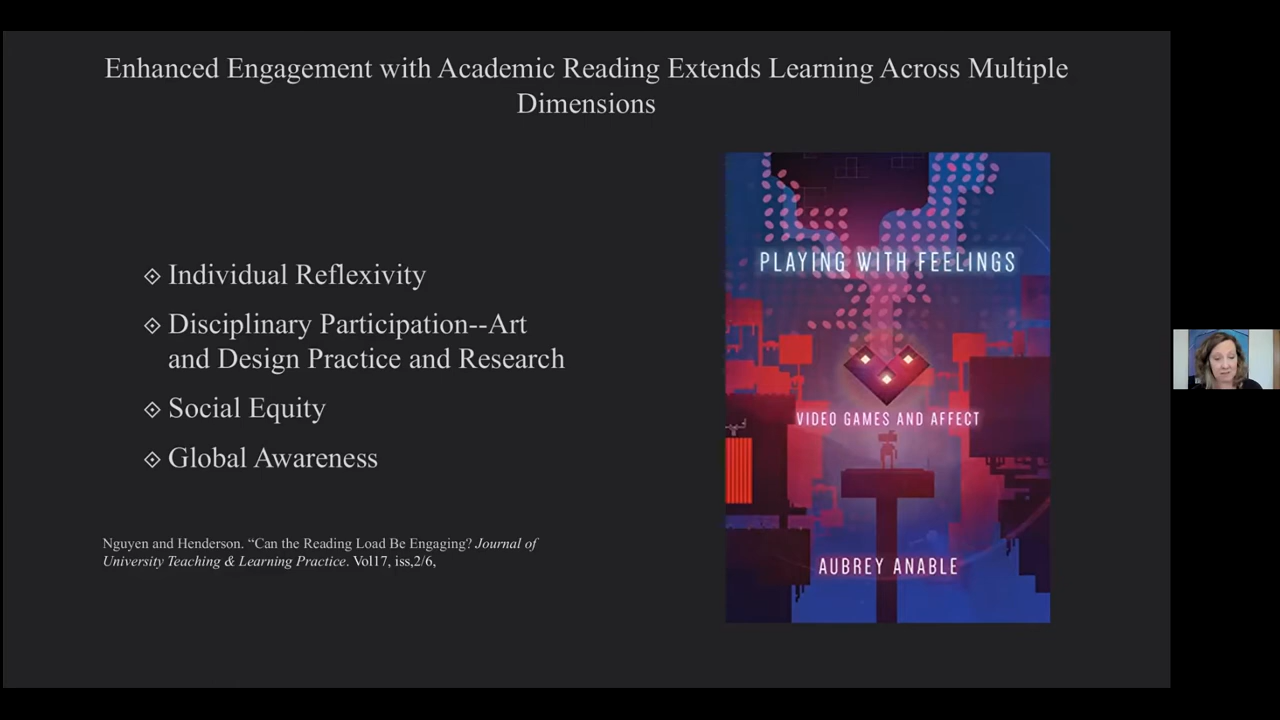 Enhanced Engagement with Academic Reading Extends Learning Across Multiple
Dimensions
Individual Reflexivity
Disciplinary Participation--Art
and Design Practice and Research
Social Equity
Global Awareness
Nguyen and Henderson. “Can the Reading Load Be Engaging? Journal of
University Teaching & Learning Practice. Vol17, iss,2/6,
PLAYING WITH FEELINGS
VIDEO GAMES AND AFFECT
AUBREY ANABLE